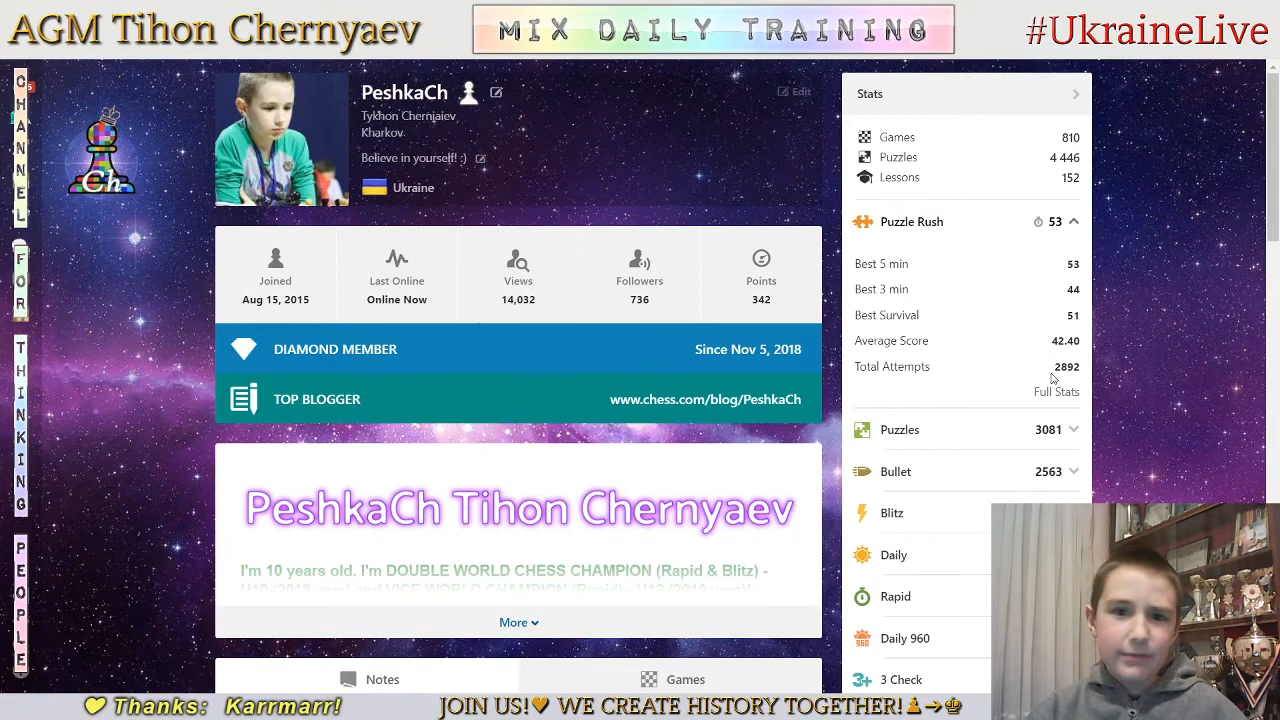 AGM Tihon Chernyaev
MIX DAILY TRAINING
#UkraineLive
CHANNEL FOR THINKING PEOPLE
Ch
PeshkaCh
Edit
Tykhon Cherniaiev
Kharkov
Believe in yourself! :)
Ukraine
Joined
Aug 15, 2015
Last Online
Online Now
Views
14,032
Followers
736
Points
342
DIAMOND MEMBER
Since Nov 5, 2018
TOP BLOGGER
www.chess.com/blog/PeshkaCh
PeshkaCh Tihon Chernyaev
I'm 10 years old. I'm DOUBLE WORLD CHESS CHAMPION (Rapid & Blitz) -
More
Notes
Games
Stats
Games 810
Puzzles 4 446
Lessons 152
Puzzle Rush 53
Best 5 min 53
Best 3 min 44
Best Survival 51
Average Score 42.40
Total Attempts 2892
Full Stats
Puzzles 3081
Bullet 2563
Blitz
Daily
Rapid
Daily 960
3+ 3 Check
Thanks: Karrmarr!
JOIN US! WE CREATE HISTORY TOGETHER!